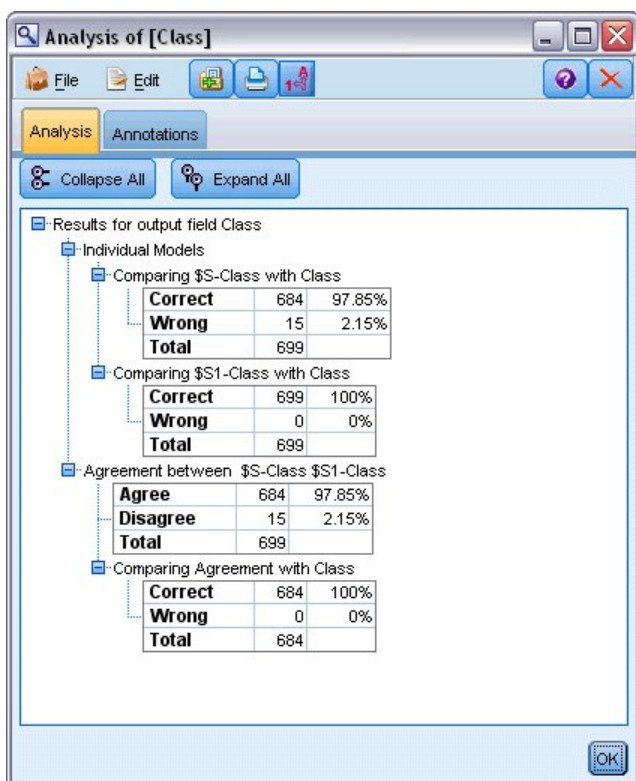 Analysis of [Class]
File Edit
Analysis Annotations
Collapse All Expand All
Results for output field Class
Individual Models
Comparing $S-Class with Class
Correct 684 97.85%
Wrong 15 2.15%
Total 699
Comparing $S1-Class with Class
Correct 699 100%
Wrong 0 0%
Total 699
Agreement between $S-Class $S1-Class
Agree 684 97.85%
Disagree 15 2.15%
Total 699
Comparing Agreement with Class
Correct 684 100%
Wrong 0 0%
Total 684
OK